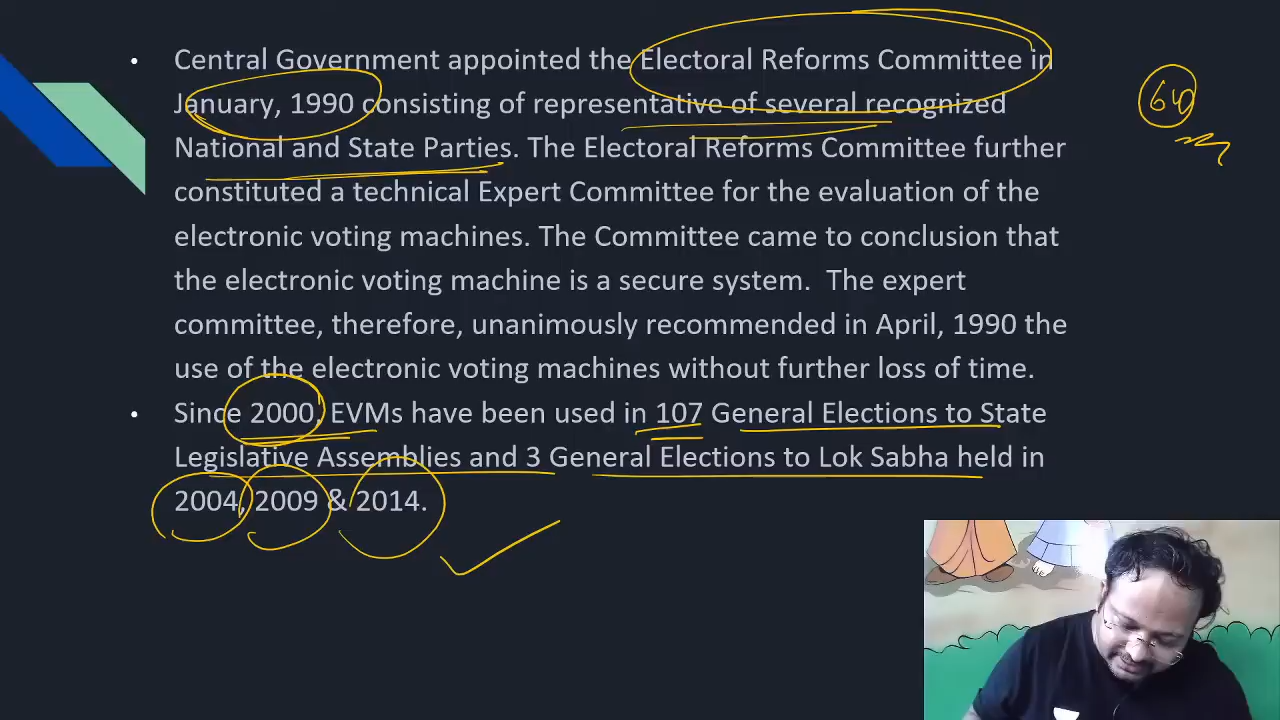 • Central Government appointed the Electoral Reforms Committee in
January, 1990 consisting of representative of several recognized
National and State Parties. The Electoral Reforms Committee further
constituted a technical Expert Committee for the evaluation of the
electronic voting machines. The Committee came to conclusion that
the electronic voting machine is a secure system.  The expert
committee, therefore, unanimously recommended in April, 1990 the
use of the electronic voting machines without further loss of time.
• Since 2000, EVMs have been used in 107 General Elections to State
Legislative Assemblies and 3 General Elections to Lok Sabha held in
2004, 2009 & 2014.